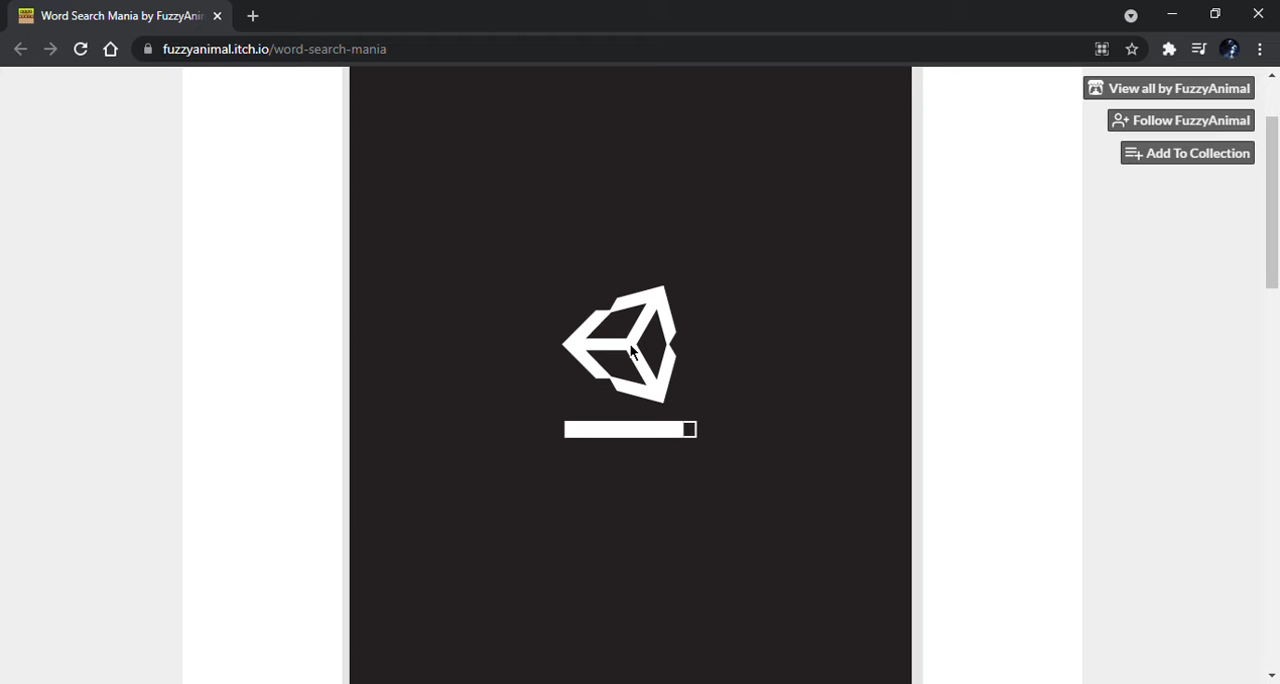 Word Search Mania by FuzzyAni
fuzzyanimal.itch.io/word-search-mania
View all by FuzzyAnimal
Follow FuzzyAnimal
Add To Collection